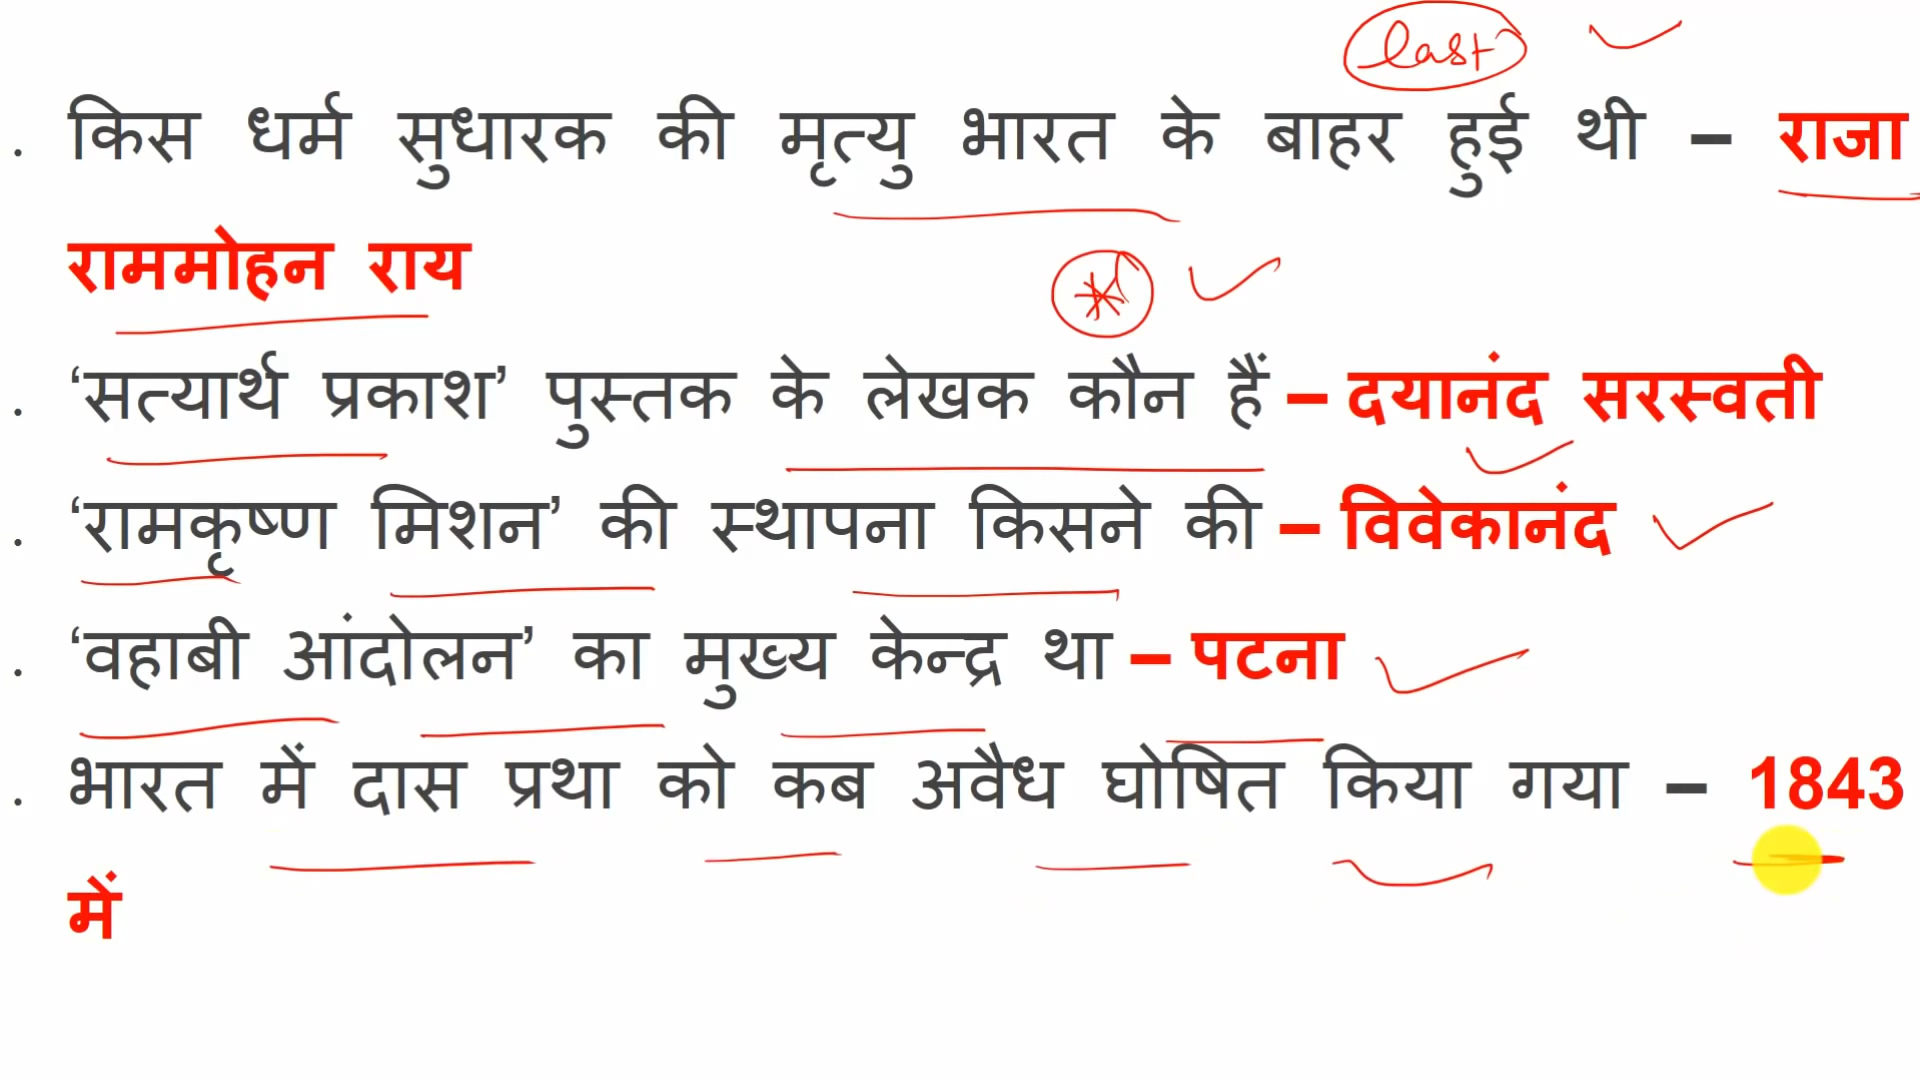 last
. किस धर्म सुधारक की मृत्यु भारत के बाहर हुई थी – राजा
राममोहन राय
. ‘सत्यार्थ प्रकाश’ पुस्तक के लेखक कौन हैं – दयानंद सरस्वती
. ‘रामकृष्ण मिशन’ की स्थापना किसने की – विवेकानंद
. ‘वहाबी आंदोलन’ का मुख्य केन्द्र था – पटना
. भारत में दास प्रथा को कब अवैध घोषित किया गया – 1843
में